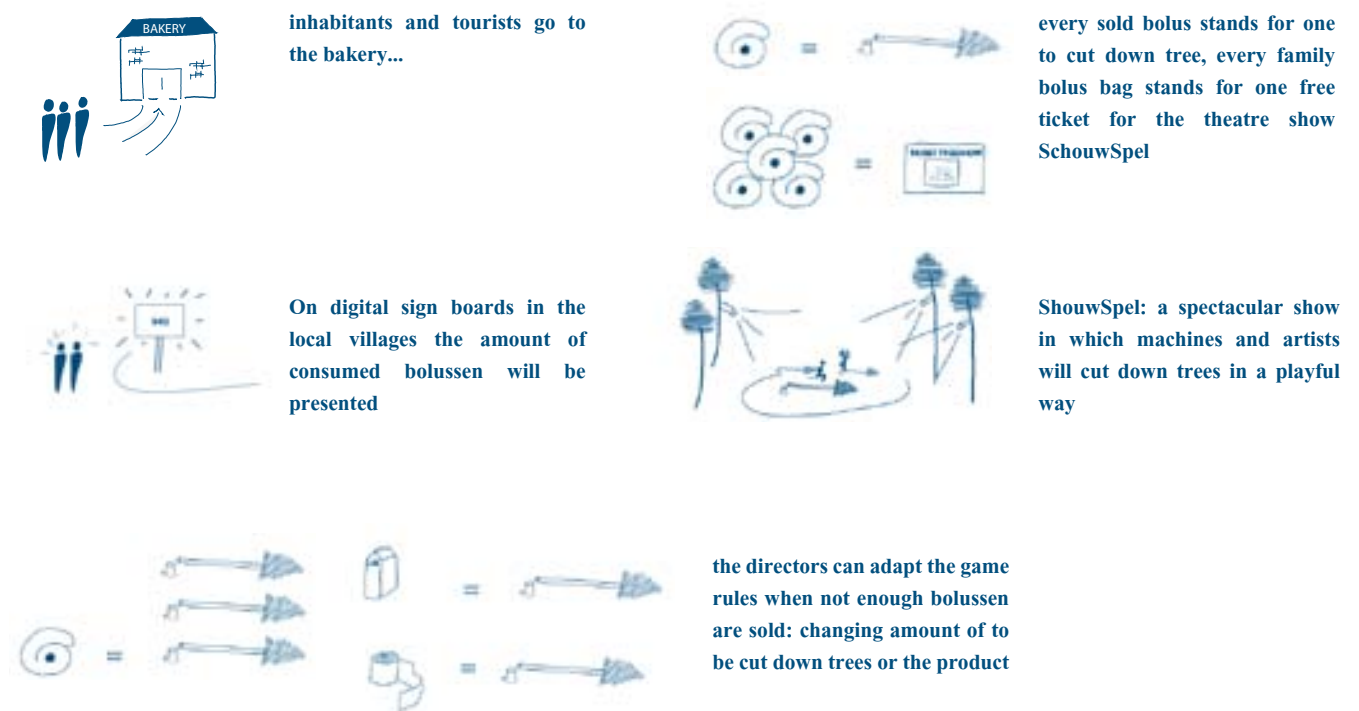 BAKERY
inhabitants and tourists go to
the bakery...
every sold bolus stands for one
to cut down tree, every family
bolus bag stands for one free
ticket for the theatre show
SchouwSpel
On digital sign boards in the
local villages the amount of
consumed bolussen will be
presented
ShouwSpel: a spectacular show
in which machines and artists
will cut down trees in a playful
way
=
=
=
=
=
the directors can adapt the game
rules when not enough bolussen
are sold: changing amount of to
be cut down trees or the product